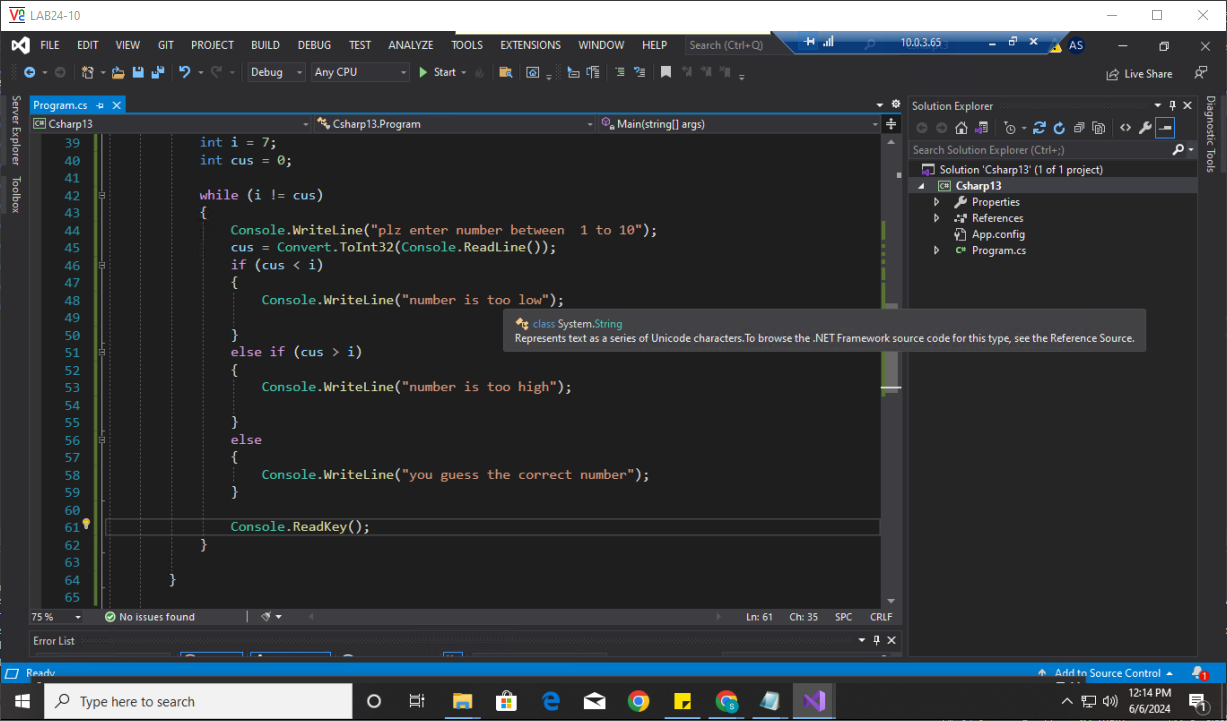 LAB24-10
FILE EDIT VIEW GIT PROJECT BUILD DEBUG TEST ANALYZE TOOLS EXTENSIONS WINDOW HELP Search (Ctrl+Q) 10.0.3.65 AS
Debug Any CPU Start Live Share
Server Explorer
Toolbox
Program.cs
Csharp13 Csharp13.Program Main(string[] args)
39 int i = 7;
40 int cus = 0;
41
42 while (i != cus)
43 {
44 Console.WriteLine("plz enter number between  1 to 10");
45 cus = Convert.ToInt32(Console.ReadLine());
46 if (cus < i)
47 {
48 Console.WriteLine("number is too low");
49
50 }
class System.String
Represents text as a series of Unicode characters.To browse the .NET Framework source code for this type, see the Reference Source.
51 else if (cus > i)
52 {
53 Console.WriteLine("number is too high");
54
55 }
56 else
57 {
58 Console.WriteLine("you guess the correct number");
59 }
60
61 Console.ReadKey();
62 }
63
64 }
65
75 % No issues found Ln: 61 Ch: 35 SPC CRLF
Error List
Solution Explorer
Search Solution Explorer (Ctrl+;)
Solution 'Csharp13' (1 of 1 project)
C# Csharp13
Properties
References
App.config
C# Program.cs
Diagnostic Tools
Ready Add to Source Control 1
Type here to search
12:14 PM
6/6/2024
1